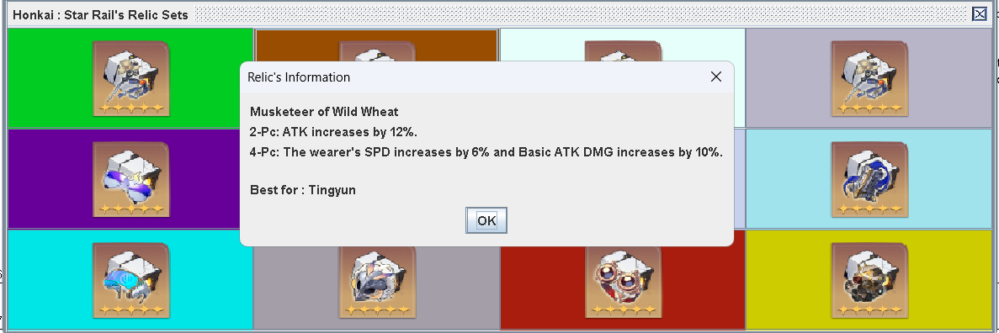 Honkai : Star Rail's Relic Sets
Relic's Information
Musketeer of Wild Wheat
2-Pc: ATK increases by 12%.
4-Pc: The wearer's SPD increases by 6% and Basic ATK DMG increases by 10%.
Best for : Tingyun
OK